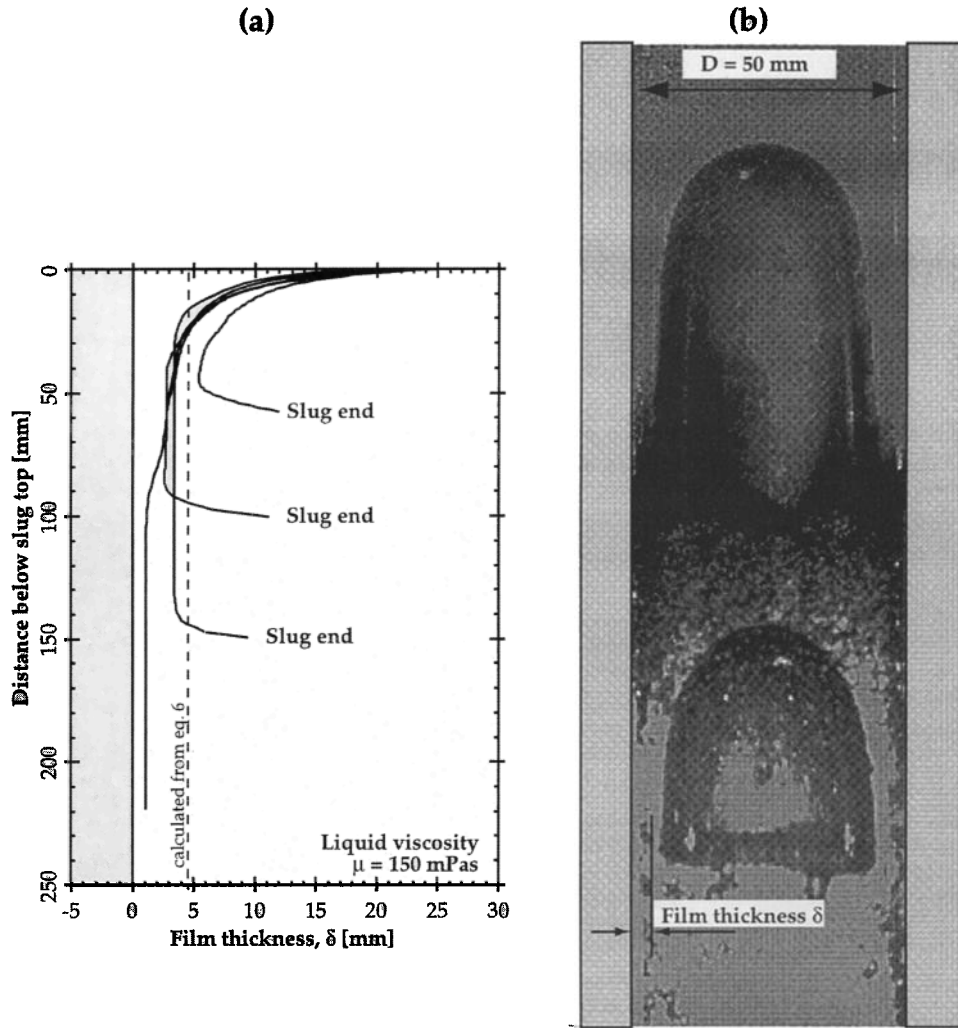 (a)
(b)
D = 50 mm
0
50
100
150
200
250
Distance below slug top [mm]
Slug end
Slug end
Slug end
calculated from eq.6
Liquid viscosity
μ = 150 mPas
-5 0 5 10 15 20 25 30
Film thickness, δ [mm]
Film thickness δ